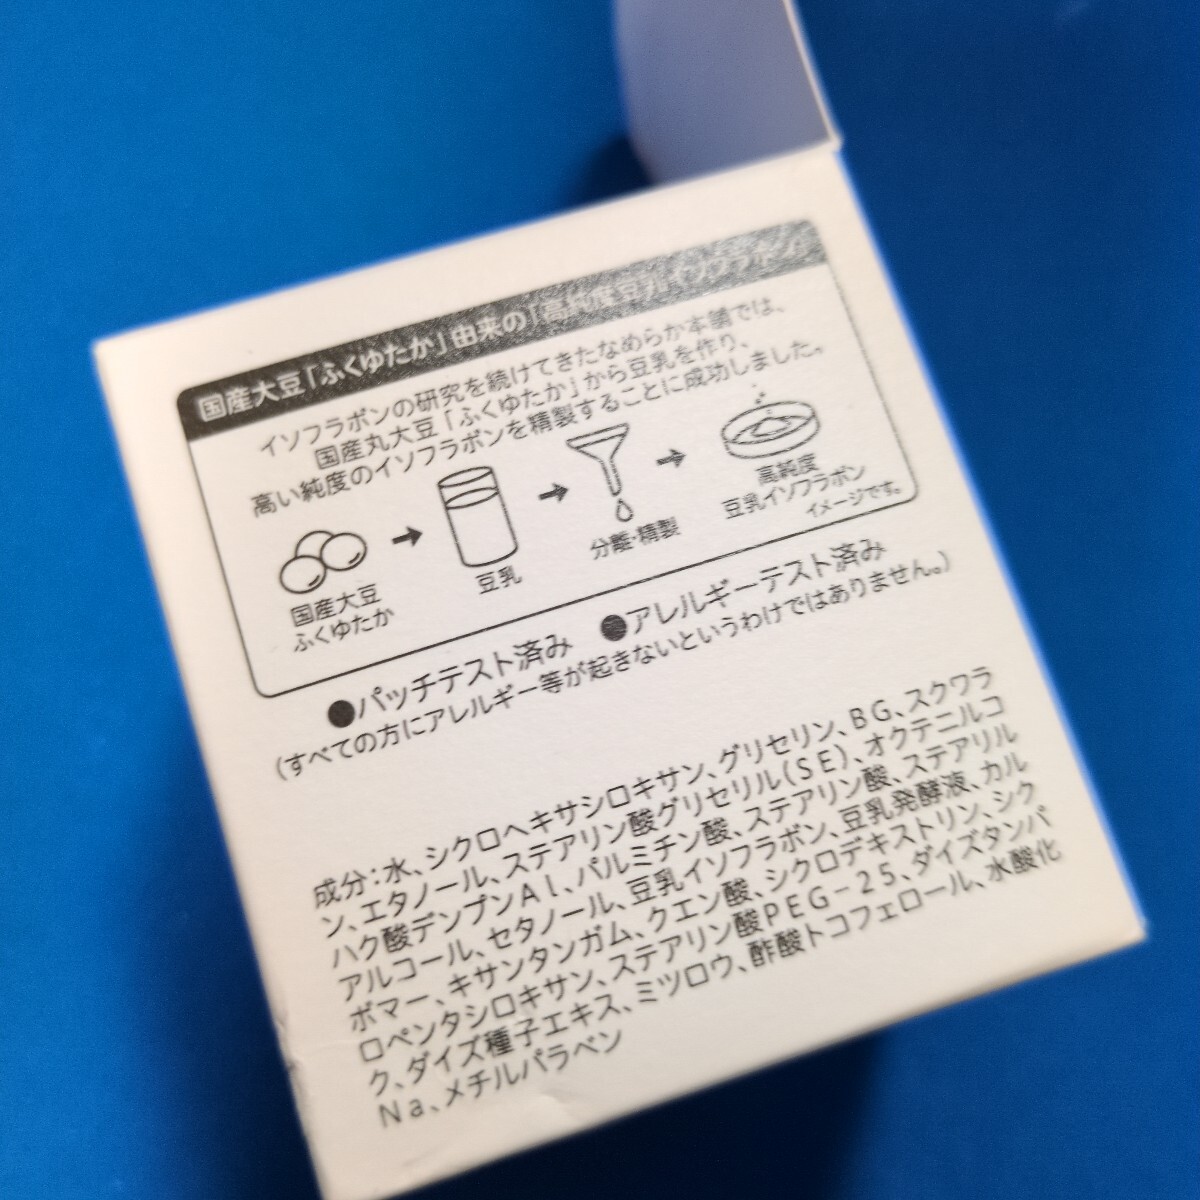 国産大豆「ふくゆたか」由来の「高純度豆乳イソフラボン」
イソフラボンの研究を続けてきたなめらか本舗では、
国産丸大豆「ふくゆたか」から豆乳を作り、
高い純度のイソフラボンを精製することに成功しました。
国産大豆
ふくゆたか
豆乳
分離・精製
高純度
豆乳イソフラボン
イメージです。
●パッチテスト済み ●アレルギーテスト済み
(すべての方にアレルギー等が起きないというわけではありません。)
成分:水、シクロヘキサシロキサン、グリセリン、BG、スクワラ
ン、エタノール、ステアリン酸グリセリル(SE)、オクテニルコ
ハク酸デンプンAl、パルミチン酸、ステアリン酸、ステアリル
アルコール、セタノール、豆乳イソフラボン、豆乳発酵液、カル
ボマー、キサンタンガム、クエン酸、シクロデキストリン、シク
ロペンタシロキサン、ステアリン酸PEG-25、ダイズタンパ
ク、ダイズ種子エキス、ミツロウ、酢酸トコフェロール、水酸化
Na、メチルパラベン